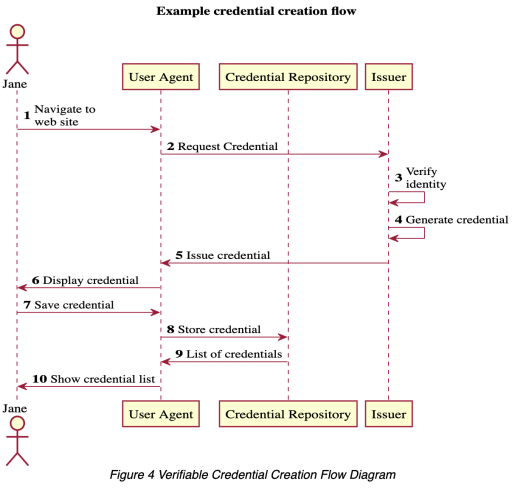 Example credential creation flow
Jane
User Agent
Credential Repository
Issuer
1 Navigate to
web site
2 Request Credential
3 Verify
identity
4 Generate credential
5 Issue credential
6 Display credential
7 Save credential
8 Store credential
9 List of credentials
10 Show credential list
Jane
User Agent
Credential Repository
Issuer
Figure 4 Verifiable Credential Creation Flow Diagram